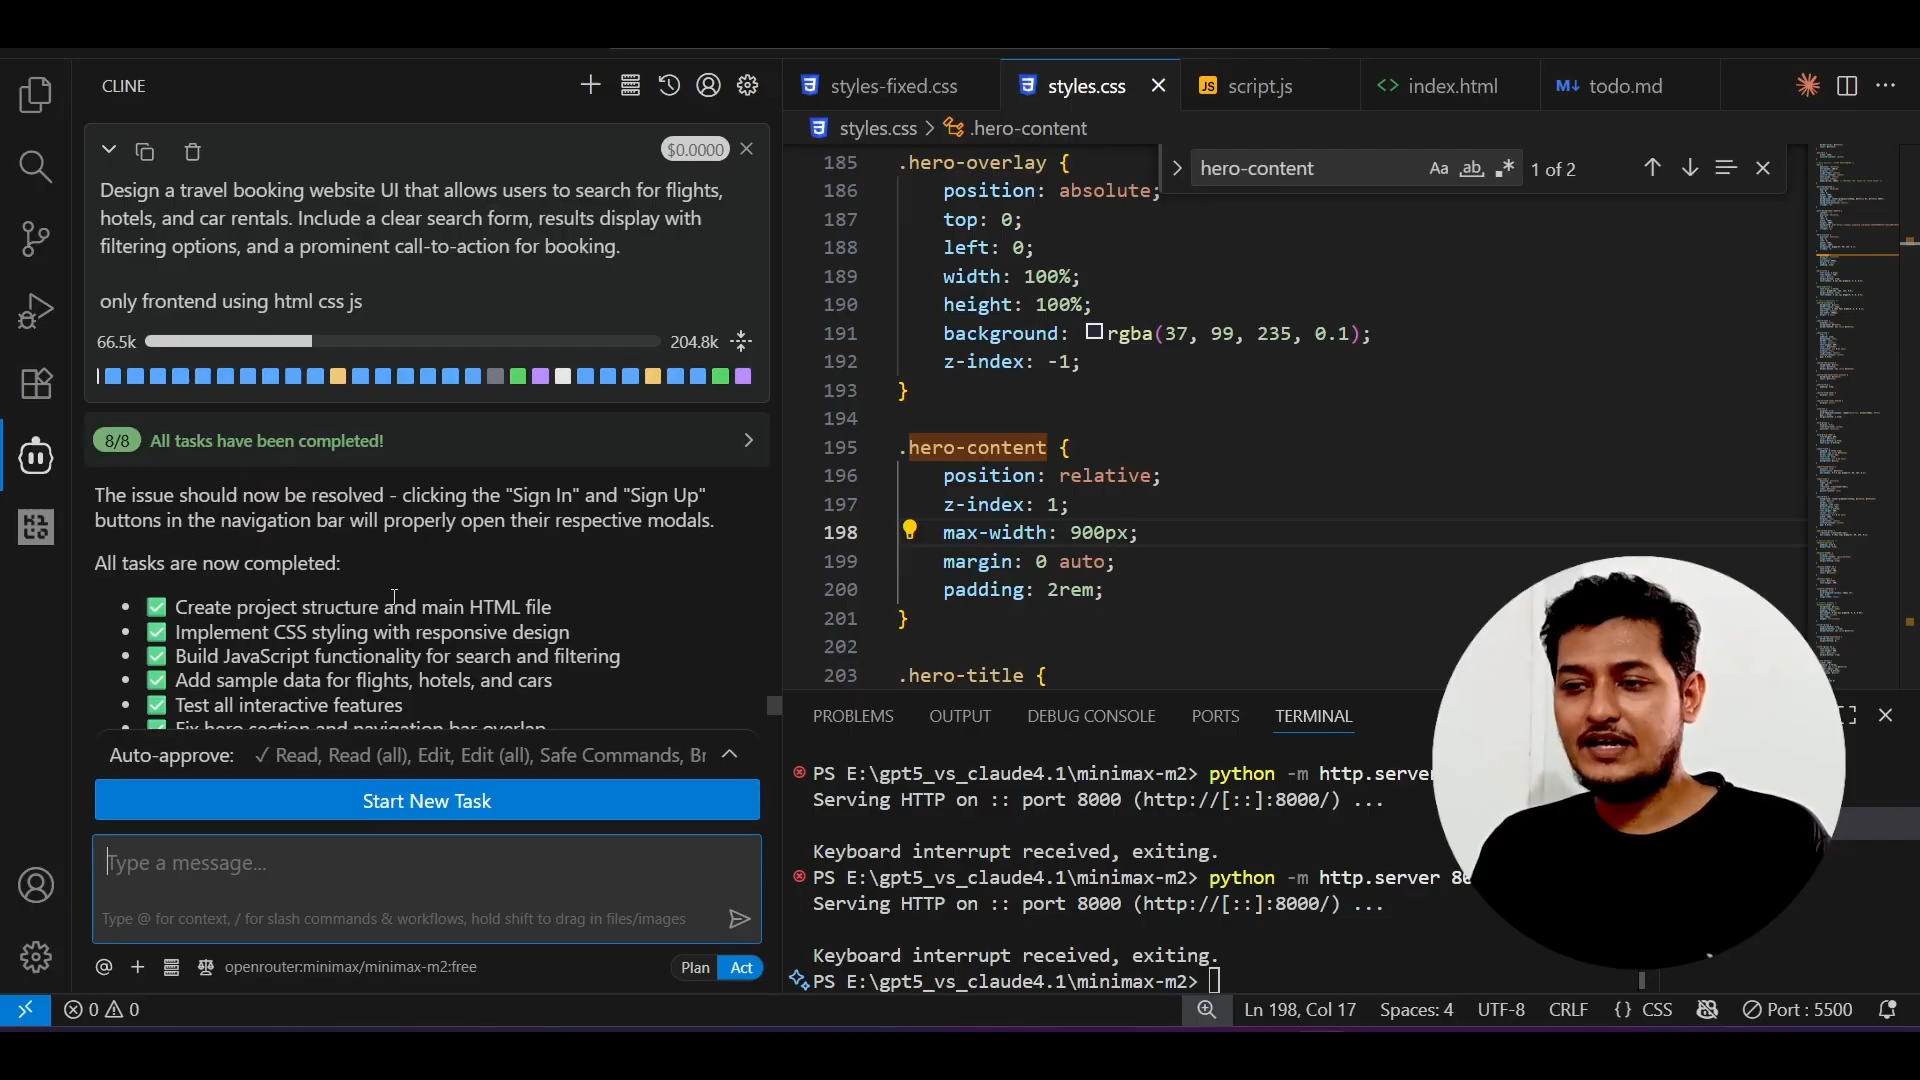 CLINE
$0.0000
Design a travel booking website UI that allows users to search for flights,
hotels, and car rentals. Include a clear search form, results display with
filtering options, and a prominent call-to-action for booking.
only frontend using html css js
66.5k
204.8k
8/8 All tasks have been completed!
The issue should now be resolved - clicking the "Sign In" and "Sign Up"
buttons in the navigation bar will properly open their respective modals.
All tasks are now completed:
• ✅ Create project structure and main HTML file
• ✅ Implement CSS styling with responsive design
• ✅ Build JavaScript functionality for search and filtering
• ✅ Add sample data for flights, hotels, and cars
• ✅ Test all interactive features
• ✅ Fix hero section and navigation bar overlap
Auto-approve: ✓ Read, Read (all), Edit, Edit (all), Safe Commands, Br
Start New Task
Type a message...
Type @ for context, / for slash commands & workflows, hold shift to drag in files/images
openrouter:minimax/minimax-m2:free
Plan Act
styles-fixed.css
styles.css
JS script.js
<> index.html
M↓ todo.md
styles.css > .hero-content
hero-content
Aa ab 1 of 2
185 .hero-overlay {
186 position: absolute;
187 top: 0;
188 left: 0;
189 width: 100%;
190 height: 100%;
191 background: rgba(37, 99, 235, 0.1);
192 z-index: -1;
193 }
194
195 .hero-content {
196 position: relative;
197 z-index: 1;
198 max-width: 900px;
199 margin: 0 auto;
200 padding: 2rem;
201 }
202
203 .hero-title {
PROBLEMS OUTPUT DEBUG CONSOLE PORTS TERMINAL
PS E:\gpt5_vs_claude4.1\minimax-m2> python -m http.server
Serving HTTP on :: port 8000 (http://[::]:8000/) ...
Keyboard interrupt received, exiting.
PS E:\gpt5_vs_claude4.1\minimax-m2> python -m http.server 80
Serving HTTP on :: port 8000 (http://[::]:8000/) ...
Keyboard interrupt received, exiting.
PS E:\gpt5_vs_claude4.1\minimax-m2>
0 0
Ln 198, Col 17 Spaces: 4 UTF-8 CRLF {} CSS Port : 5500